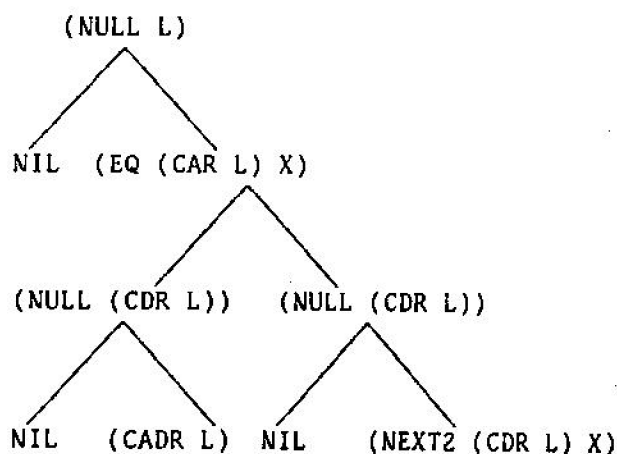 (NULL L)
NIL (EQ (CAR L) X)
(NULL (CDR L)) (NULL (CDR L))
NIL (CADR L) NIL (NEXT2 (CDR L) X)